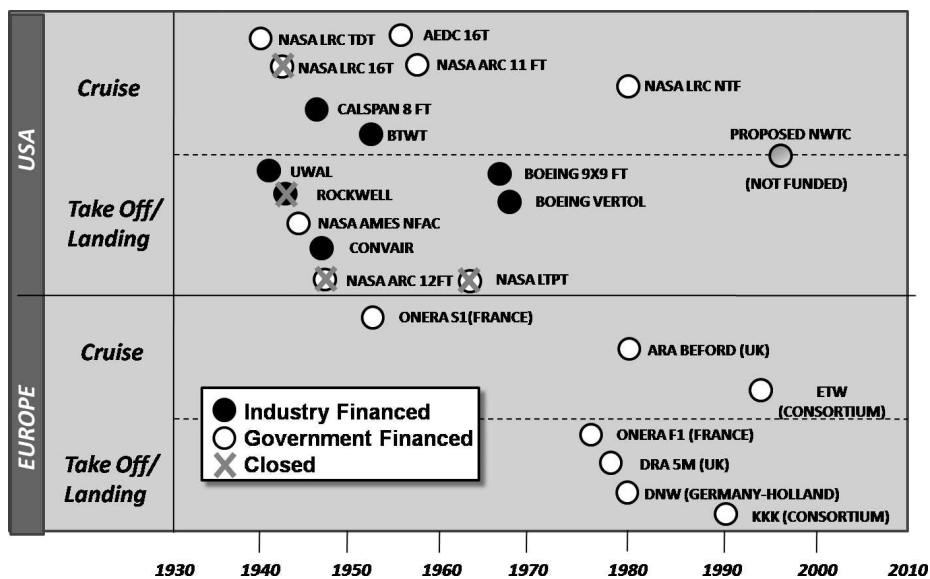 USA
Cruise
NASA LRC TDT
AEDC 16T
NASA LRC 16T
NASA ARC 11 FT
NASA LRC NTF
CALSPAN 8 FT
BTWT
PROPOSED NWTC
(NOT FUNDED)
Take Off/
Landing
UWAL
BOEING 9X9 FT
ROCKWELL
BOEING VERTOL
NASA AMES NFAC
CONVAIR
NASA ARC 12FT
NASA LTPT
EUROPE
Cruise
ONERA S1(FRANCE)
ARA BEFORD (UK)
ETW
(CONSORTIUM)
Take Off/
Landing
ONERA F1 (FRANCE)
DRA 5M (UK)
DNW (GERMANY-HOLLAND)
KKK (CONSORTIUM)
Industry Financed
Government Financed
Closed
1930 1940 1950 1960 1970 1980 1990 2000 2010